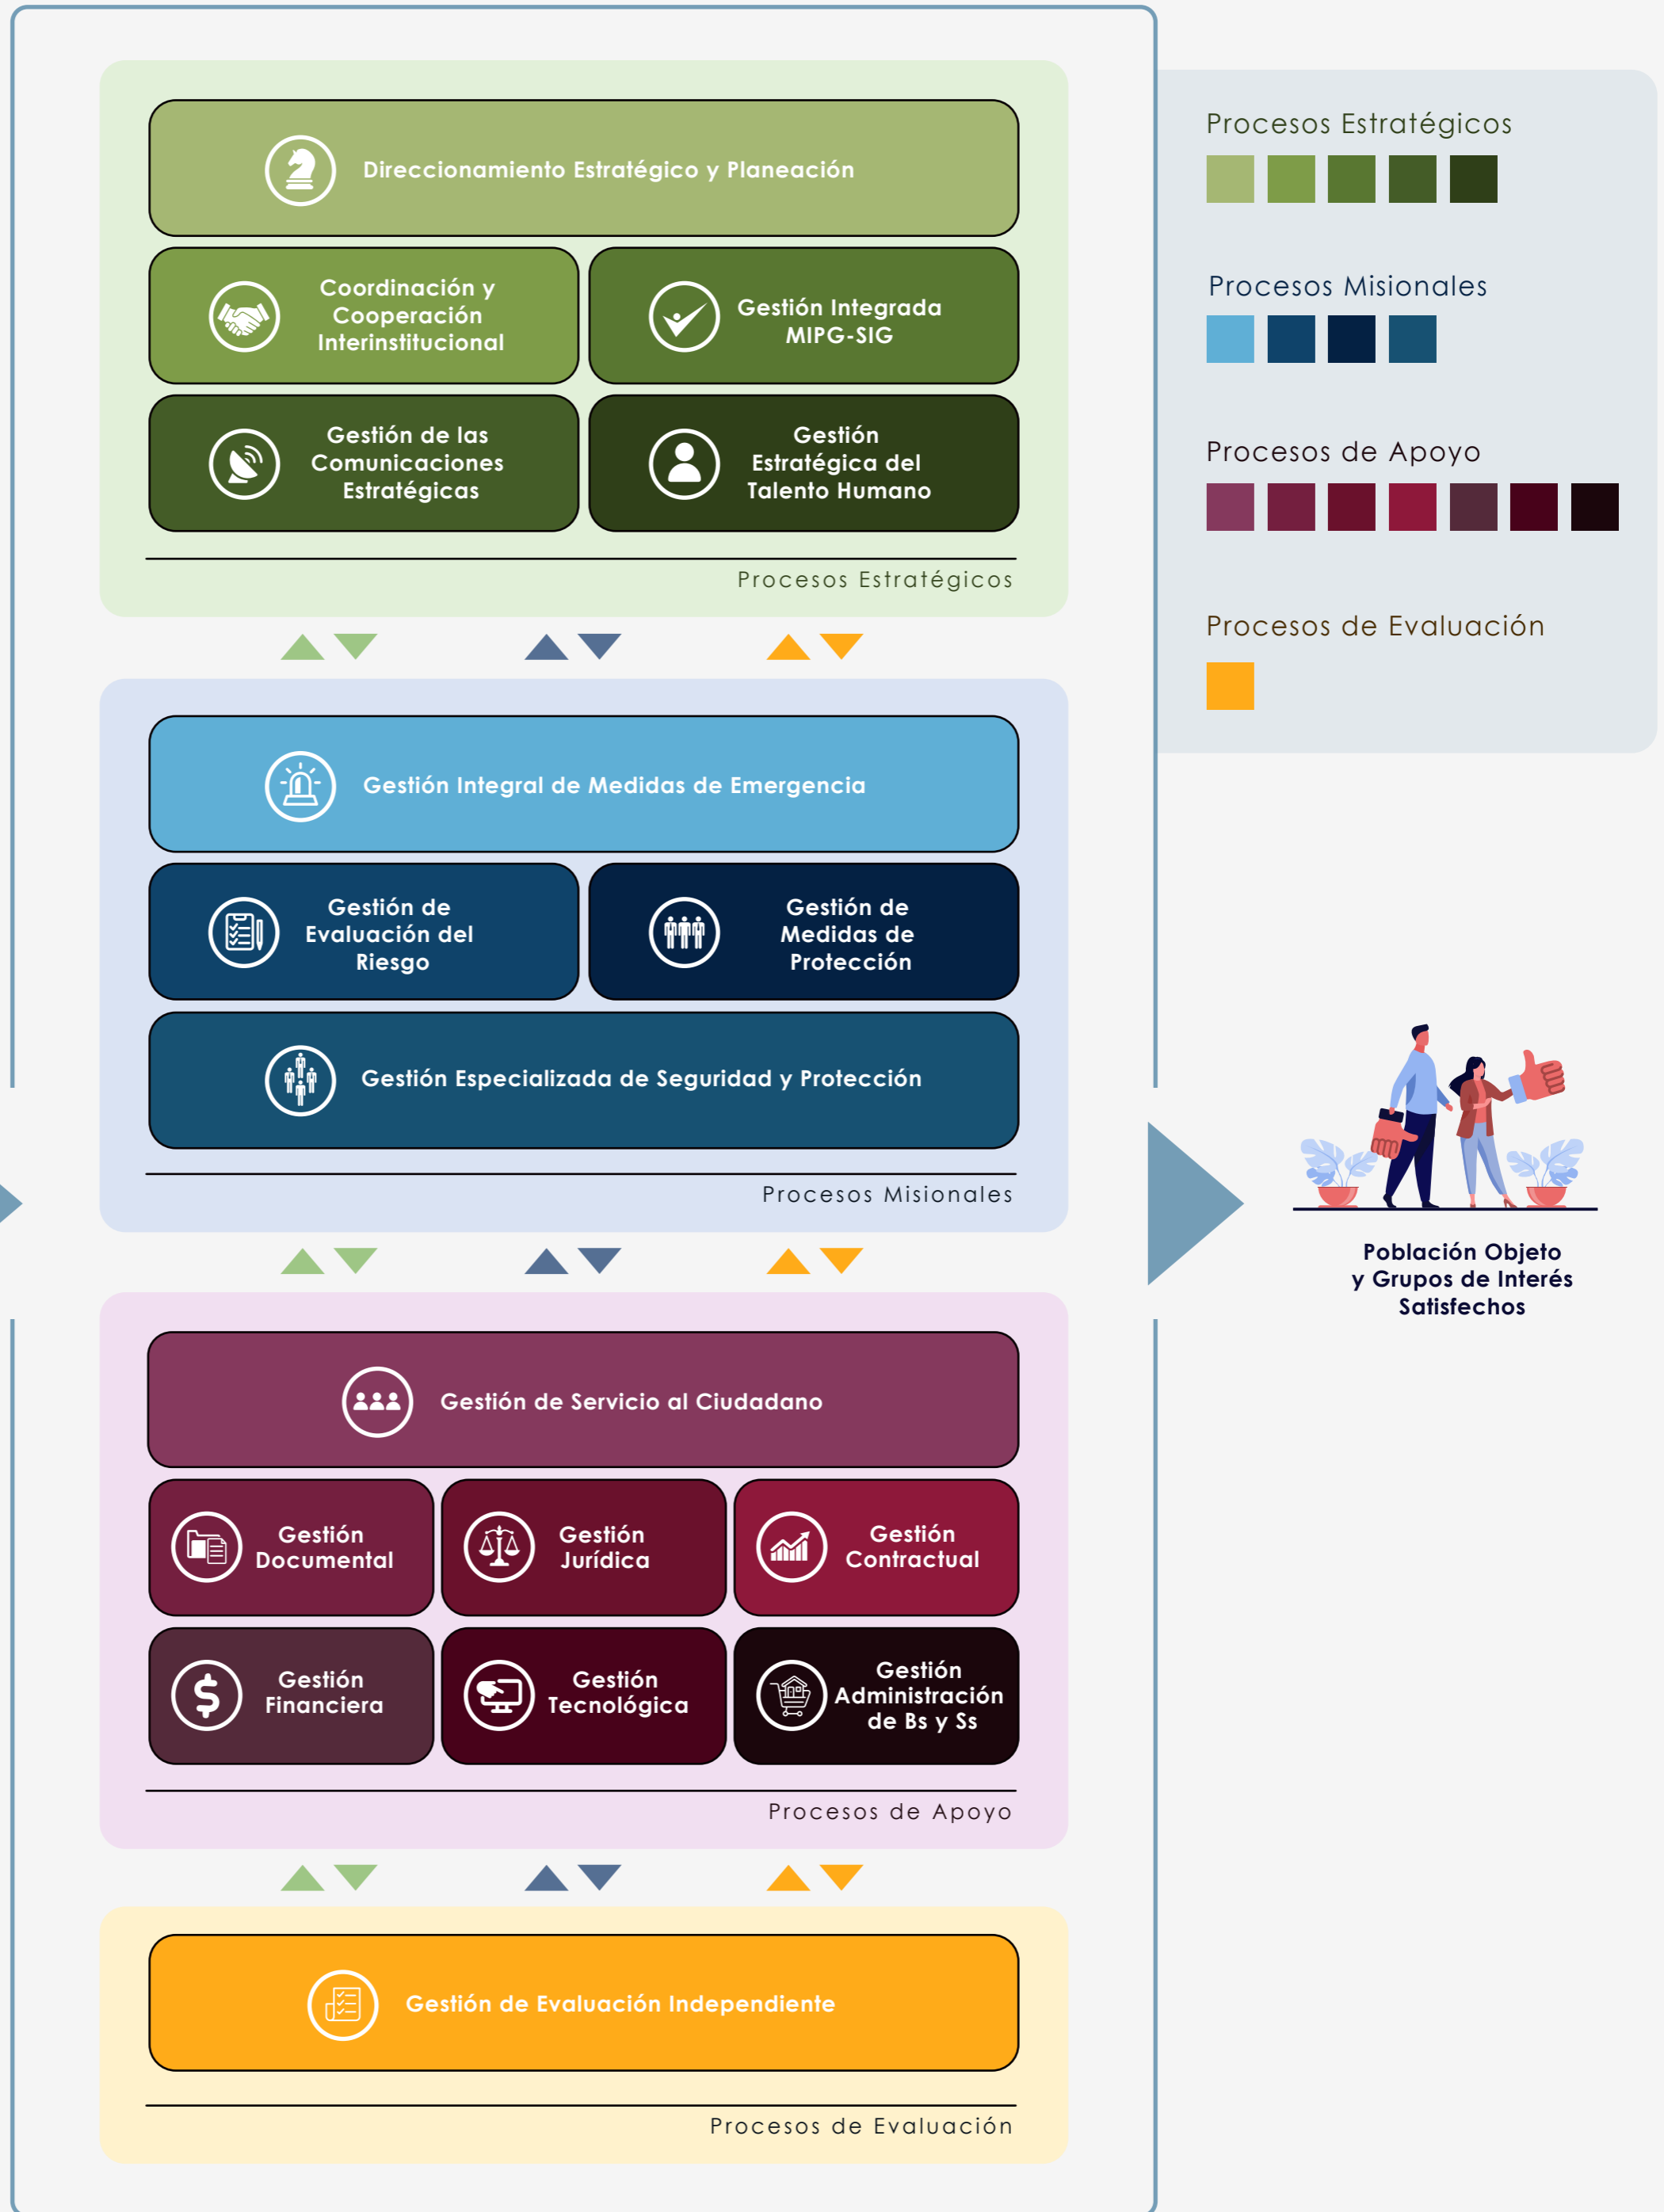 Direccionamiento Estratégico y Planeación
Coordinación y
Cooperación
Interinstitucional
Gestión Integrada
MIPG-SIG
Gestión de las
Comunicaciones
Estratégicas
Gestión
Estratégica del
Talento Humano
Procesos Estratégicos
Gestión Integral de Medidas de Emergencia
Gestión de
Evaluación del
Riesgo
Gestión de
Medidas de
Protección
Gestión Especializada de Seguridad y Protección
Procesos Misionales
Gestión de Servicio al Ciudadano
Gestión
Documental
Gestión
Jurídica
Gestión
Contractual
Gestión
Financiera
Gestión
Tecnológica
Gestión
Administración
de Bs y Ss
Procesos de Apoyo
Gestión de Evaluación Independiente
Procesos de Evaluación
Procesos Estratégicos
Procesos Misionales
Procesos de Apoyo
Procesos de Evaluación
Población Objeto
y Grupos de Interés
Satisfechos